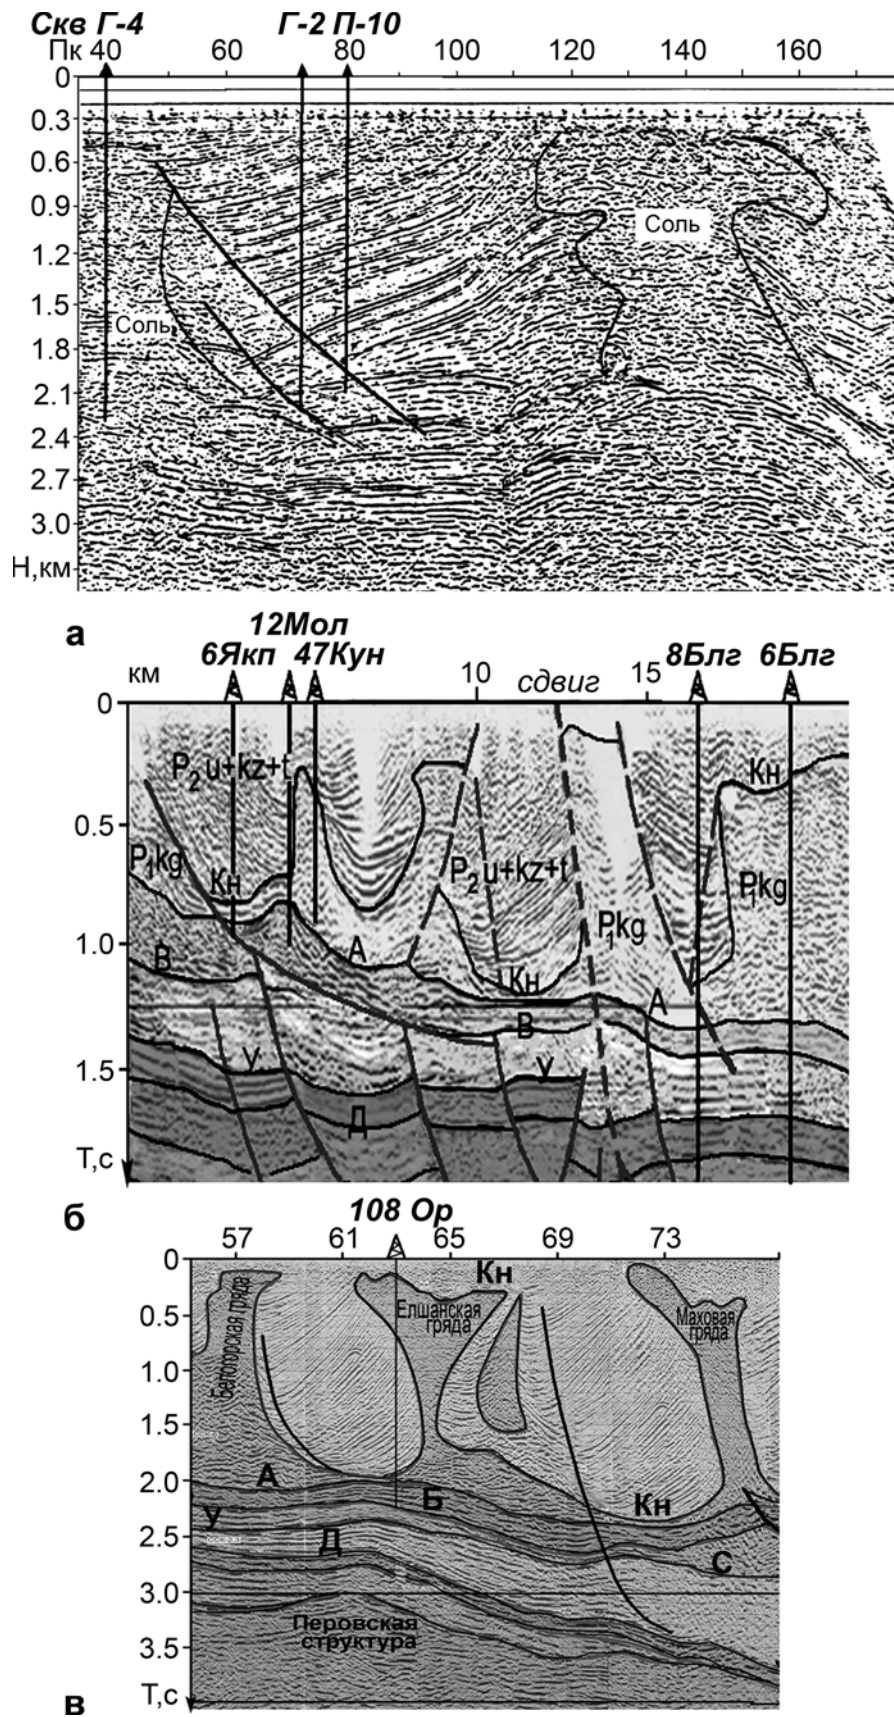 Скв Г-4 Г-2 П-10
Пк 40 60 80 100 120 140 160
0
0.3
0.6
0.9
Соль
1.2
1.5
Соль
1.8
2.1
2.4
2.7
3.0
Н,км
а
12Мол
6Якп 47Кун 8Блг 6Блг
км 10 сдвиг 15
0
P₂u+kz+t Кн
0.5
P₁kg Кн P₂u+kz+t P₁kg P₁kg
1.0 В А Кн А
В
1.5 У У
Д
Т,с
б
108 Ор
57 61 65 69 73
0 Кн
0.5 Белогорская гряда Елшанская гряда Маховая гряда
1.0
1.5
А
2.0 Б Кн
У
2.5 Д С
3.0
Перовская
структура
3.5
Т,с
в